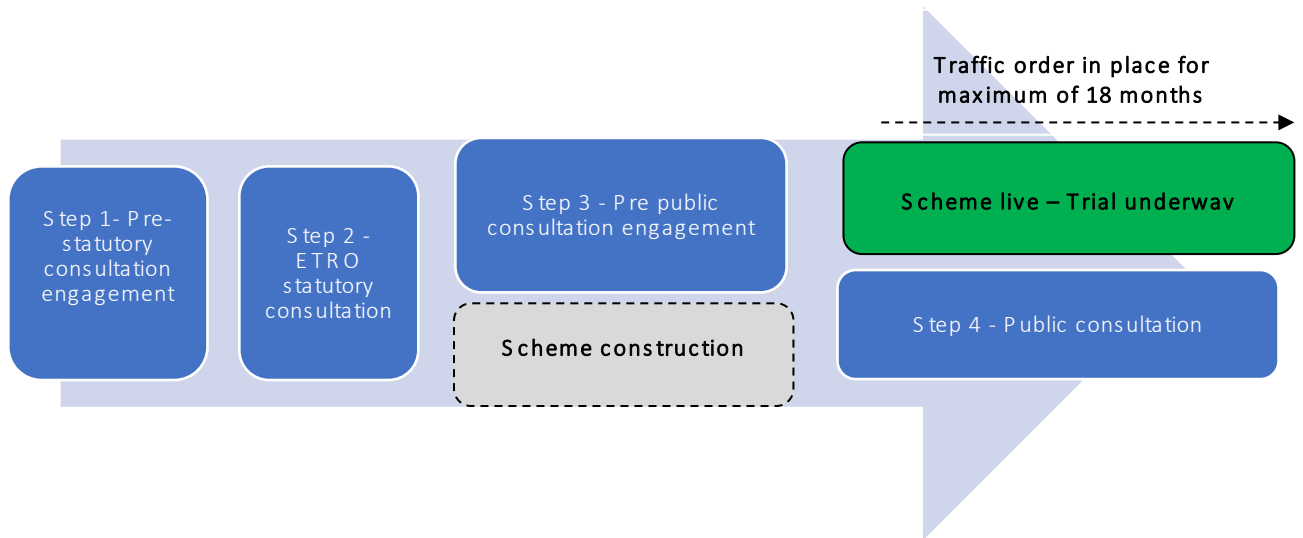 Traffic order in place for
maximum of 18 months
Step 1- Pre-
statutory
consultation
engagement
Step 2 -
ETRO
statutory
consultation
Step 3 - Pre public
consultation engagement
Scheme construction
Scheme live – Trial underway
Step 4 - Public consultation